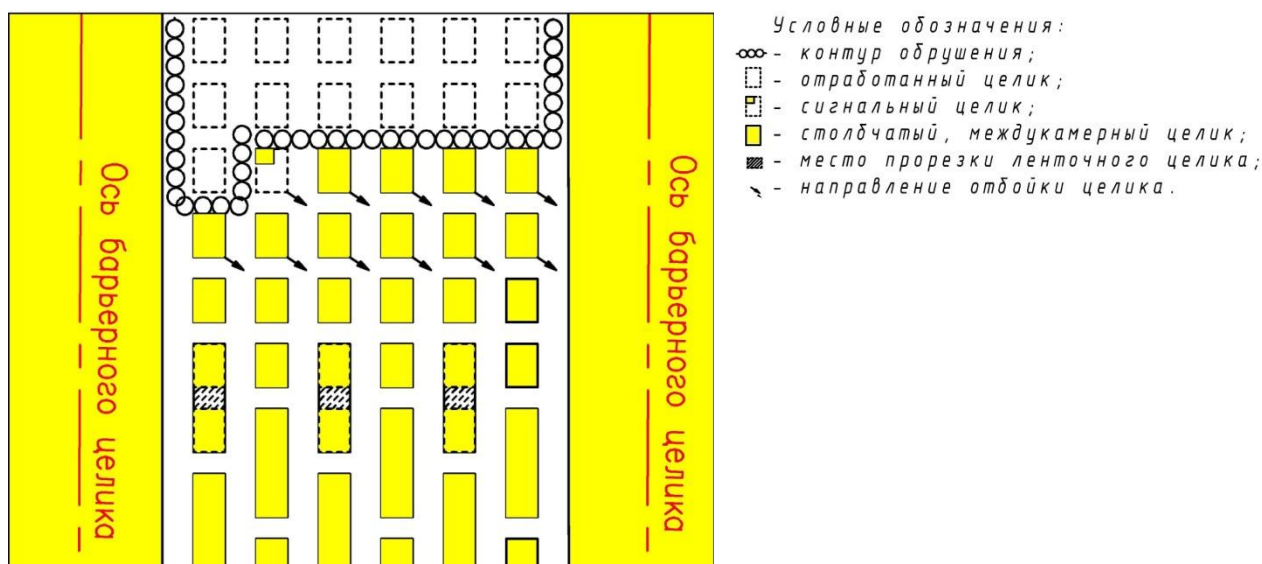 Ось барьерного целика
Ось барьерного целика
Условные обозначения:
- контур обрушения;
- отработанный целик;
- сигнальный целик;
- столбчатый, междукамерный целик;
- место прорезки ленточного целика;
- направление отбойки целика.